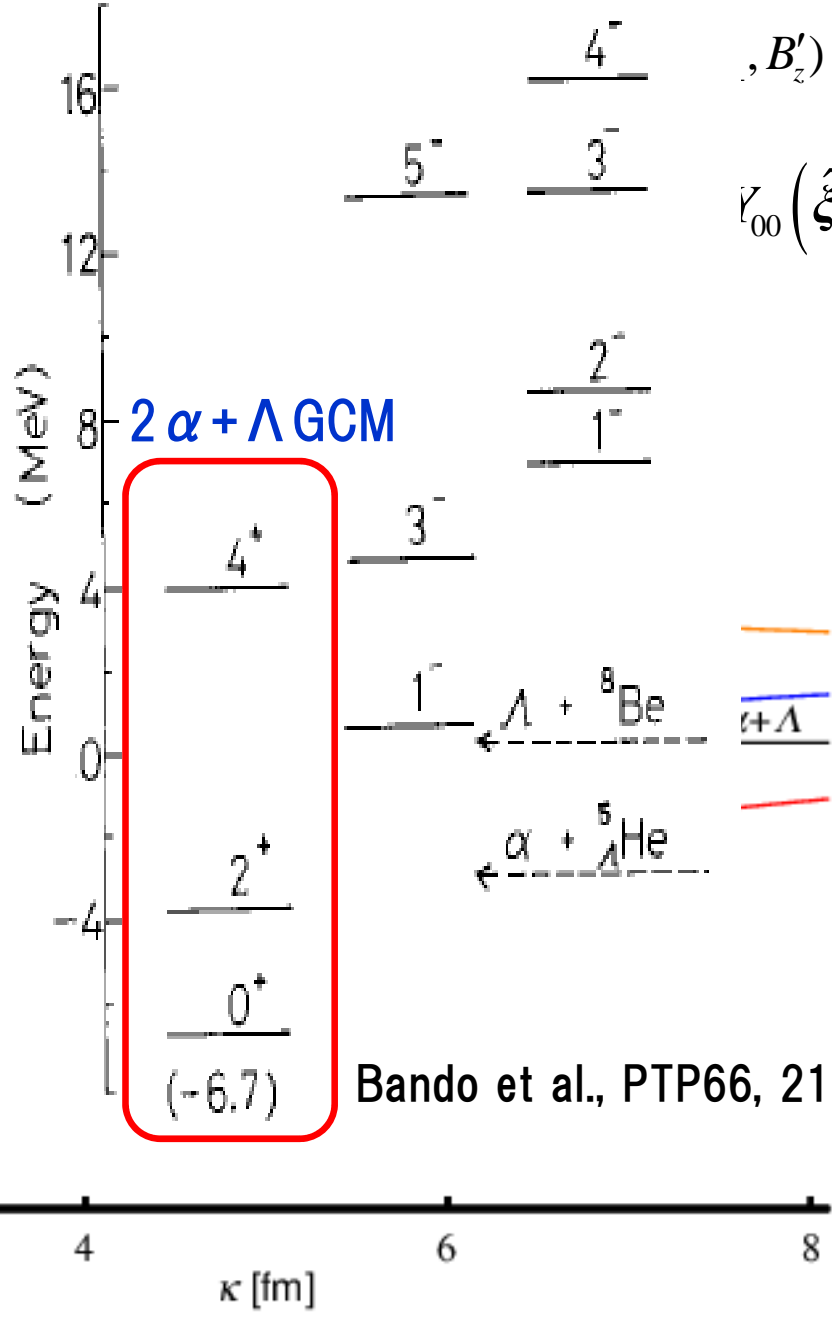 4⁻
, B′z)
16
5⁻
3⁻
Y₀₀(ξ̂
12
2⁻
2α+Λ GCM
8
1⁻
Energy (MeV)
4⁺
3⁻
4
1⁻
Λ + ⁸Be
α+Λ
0
α + ⁵ΛHe
2⁺
-4
0⁺
(-6.7)
Bando et al., PTP66, 21
4
6
8
κ [fm]